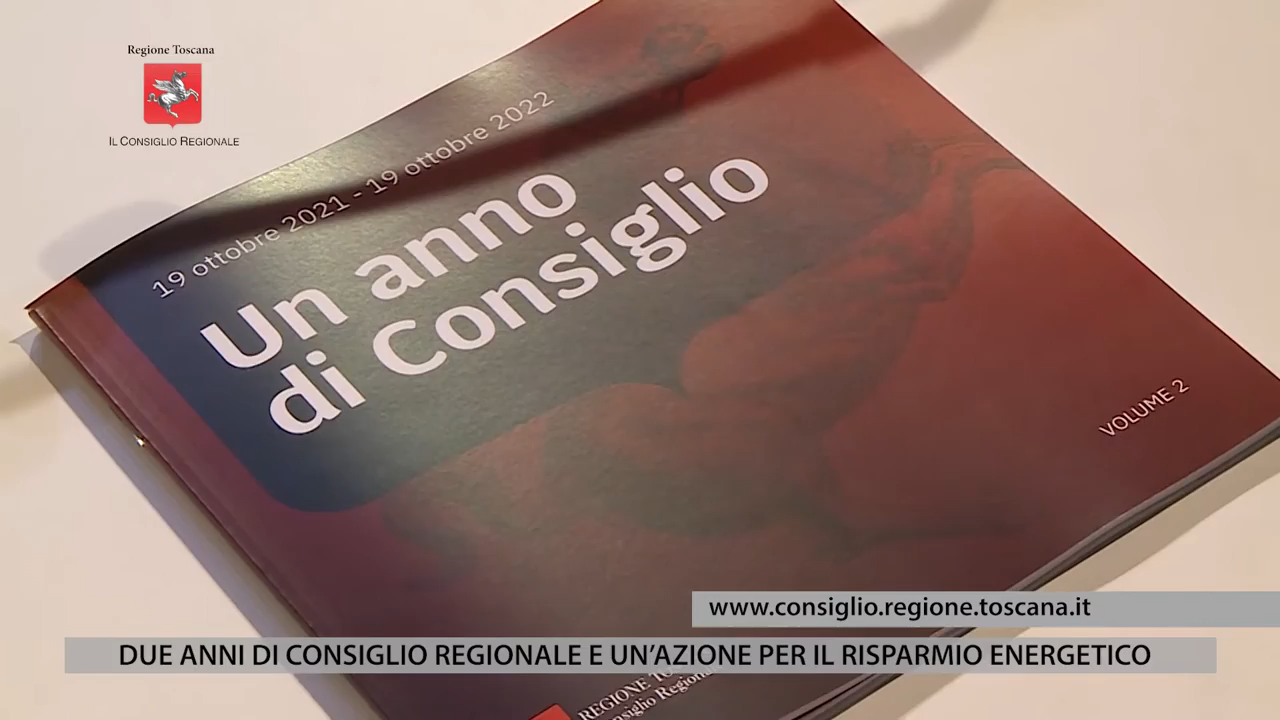 Regione Toscana
IL CONSIGLIO REGIONALE
19 ottobre 2021 - 19 ottobre 2022
Un anno
di Consiglio
VOLUME 2
www.consiglio.regione.toscana.it
DUE ANNI DI CONSIGLIO REGIONALE E UN'AZIONE PER IL RISPARMIO ENERGETICO
REGIONE